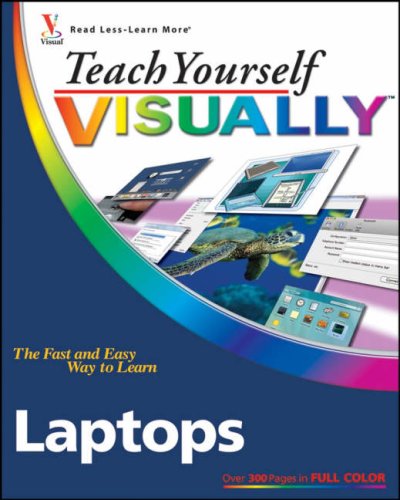 Visual
Read Less-Learn More®
Teach Yourself
VISUALLY™
The Fast and Easy
Way to Learn
Laptops
Over 300 Pages in FULL COLOR